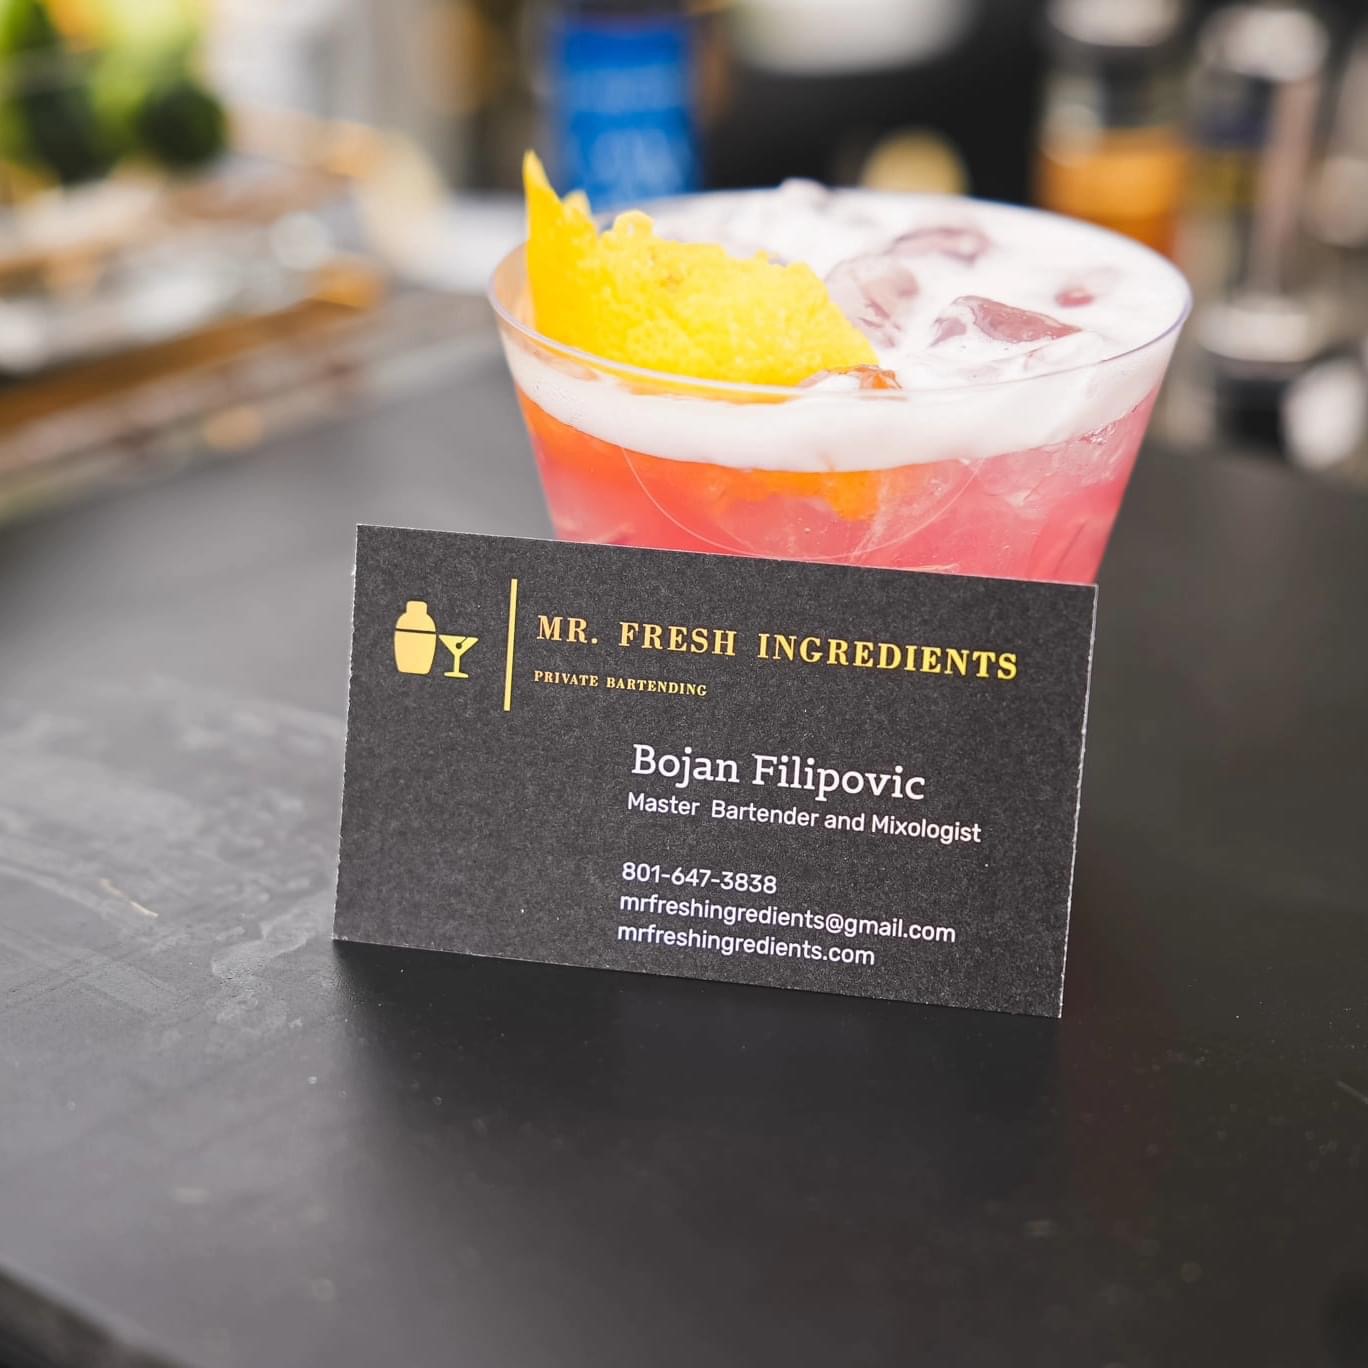 MR. FRESH INGREDIENTS
PRIVATE BARTENDING
Bojan Filipovic
Master Bartender and Mixologist
801-647-3838
mrfreshingredients@gmail.com
mrfreshingredients.com